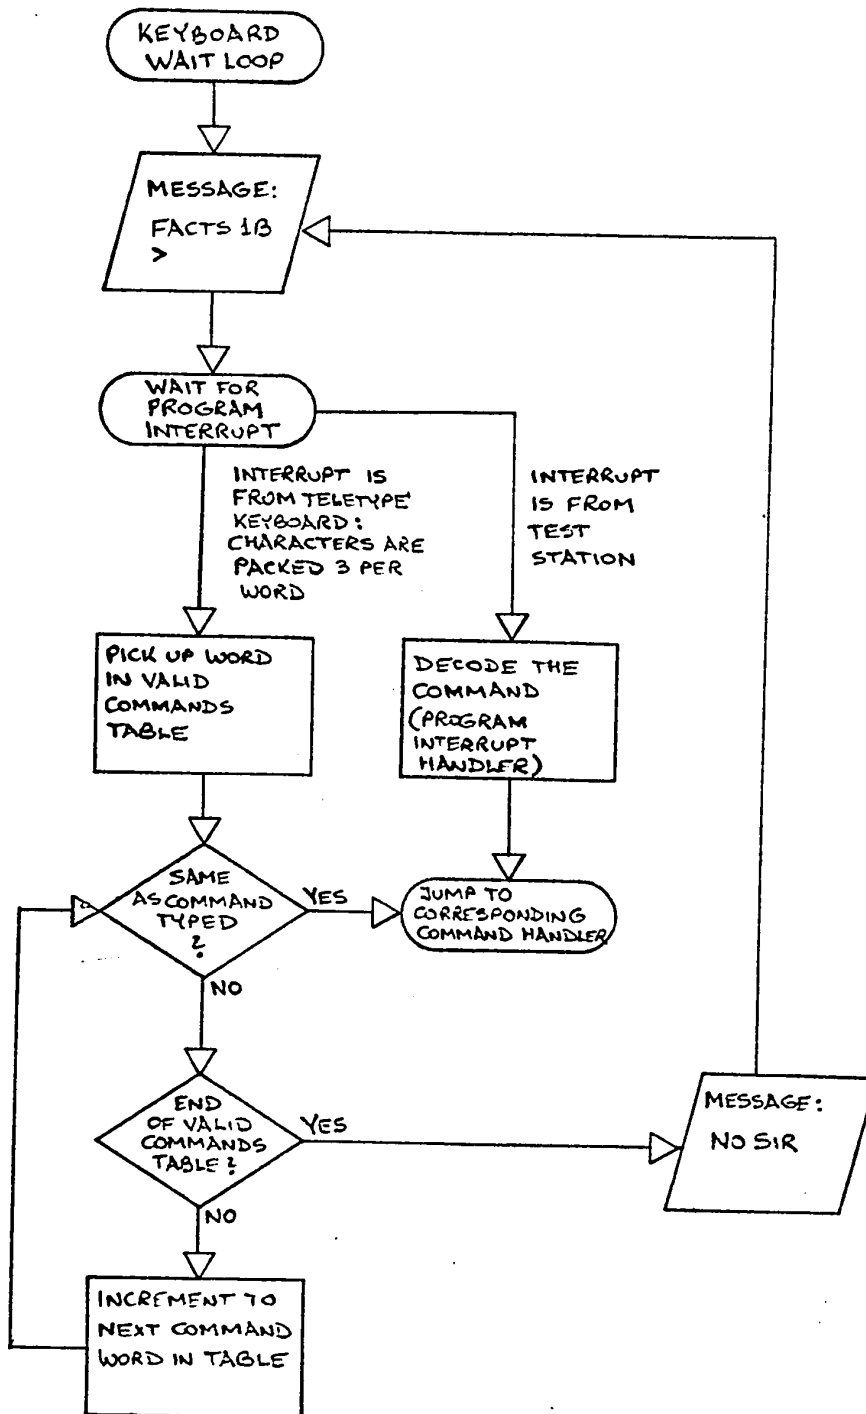 KEYBOARD
WAIT LOOP
MESSAGE:
FACTS 1B
>
WAIT FOR
PROGRAM
INTERRUPT
INTERRUPT IS
FROM TELETYPE
KEYBOARD:
CHARACTERS ARE
PACKED 3 PER
WORD
INTERRUPT
IS FROM
TEST
STATION
PICK UP WORD
IN VALID
COMMANDS
TABLE
DECODE THE
COMMAND
(PROGRAM
INTERRUPT
HANDLER)
SAME
AS COMMAND
TYPED
?
YES
NO
JUMP TO
CORRESPONDING
COMMAND HANDLER
END
OF VALID
COMMANDS
TABLE?
YES
NO
MESSAGE:
NO SIR
INCREMENT TO
NEXT COMMAND
WORD IN TABLE